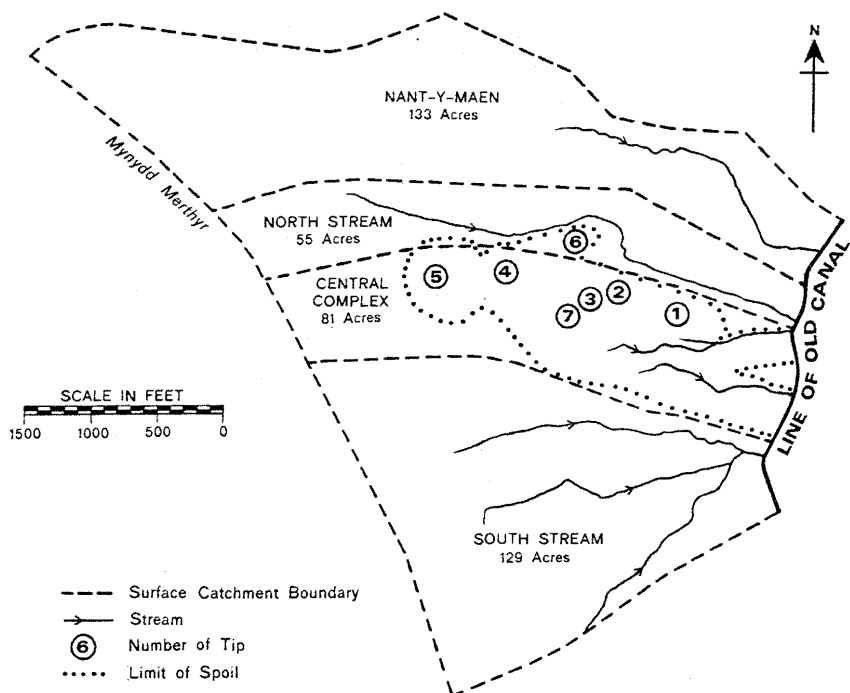 N
NANT-Y-MAEN
133 Acres
Mynydd Merthyr
NORTH STREAM
55 Acres
6
5
4
CENTRAL
COMPLEX
81 Acres
2
3
7
1
LINE OF OLD CANAL
SCALE IN FEET
1500 1000 500 0
SOUTH STREAM
129 Acres
Surface Catchment Boundary
Stream
6 Number of Tip
Limit of Spoil